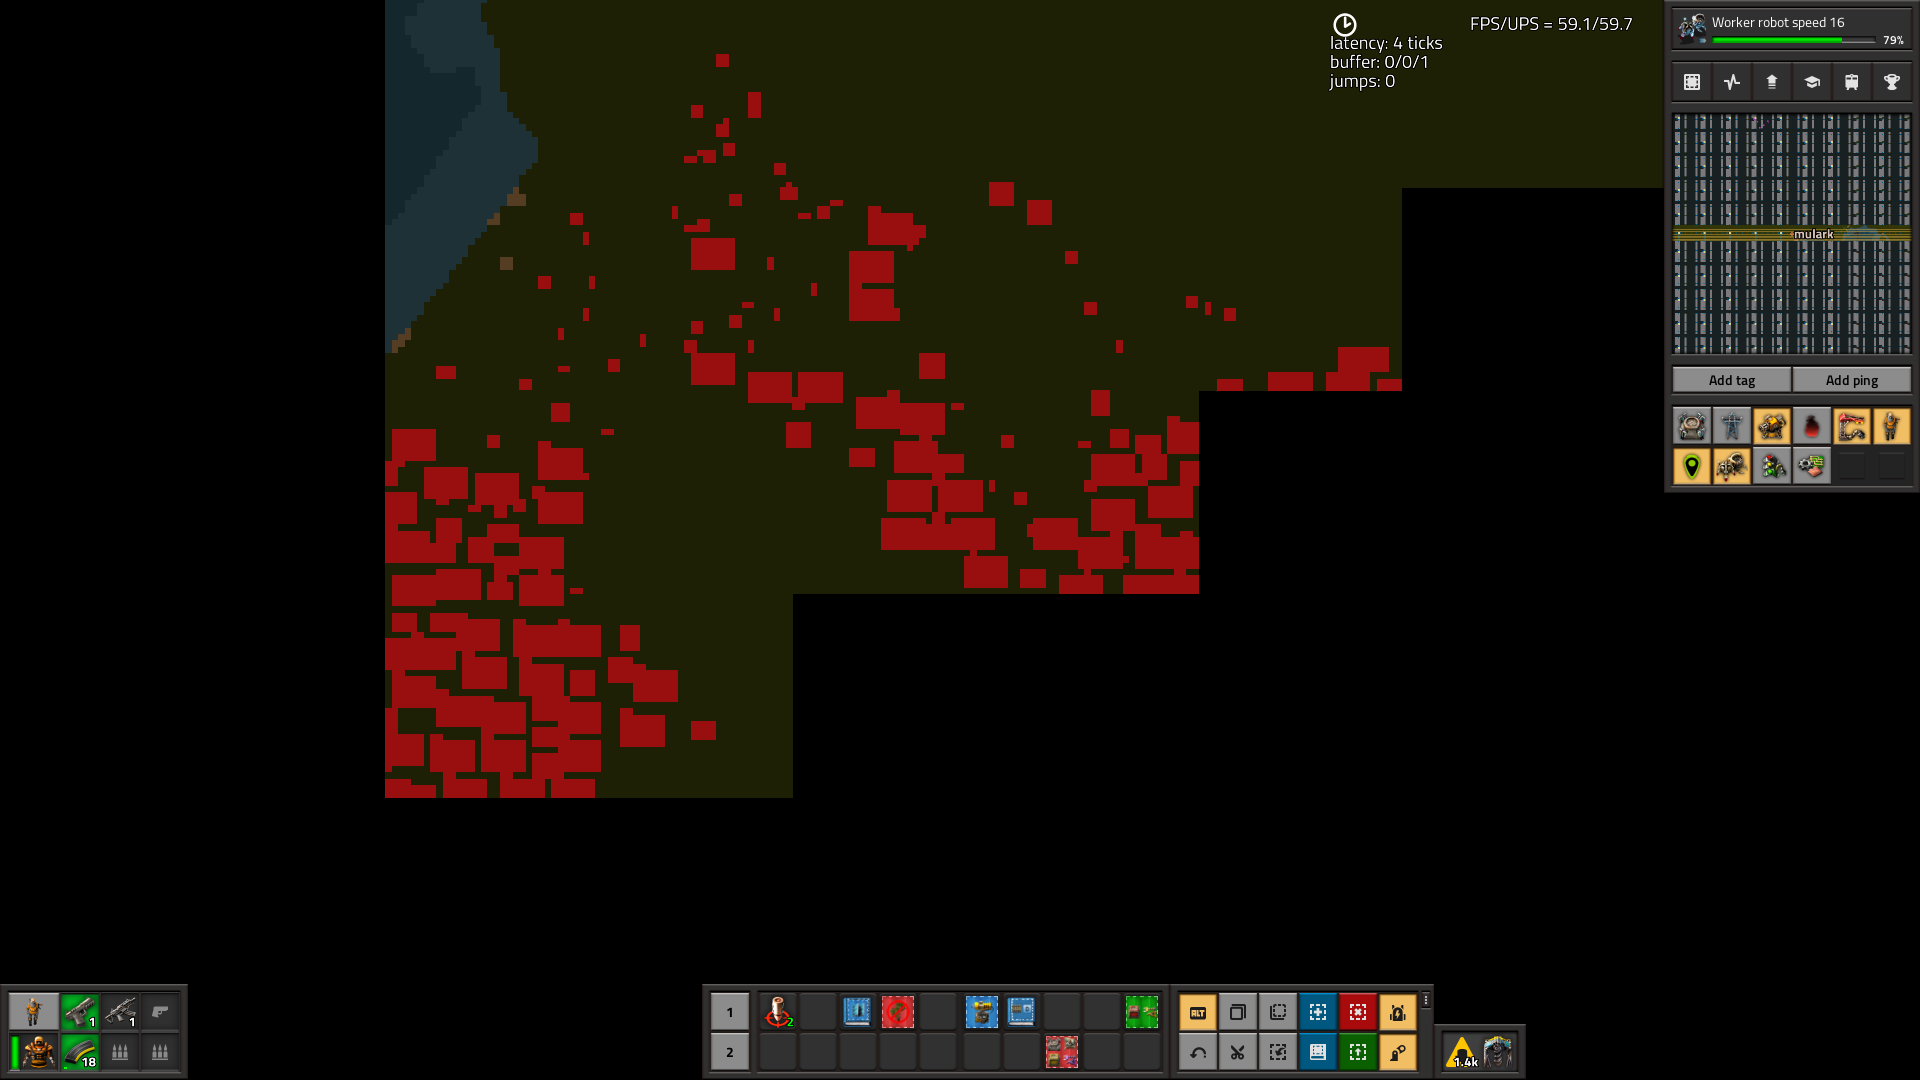 FPS/UPS = 59.1/59.7
latency: 4 ticks
buffer: 0/0/1
jumps: 0
Worker robot speed 16
79%
mulark
Add tag
Add ping
1
1
18
1
2
2
ALT
1.4k